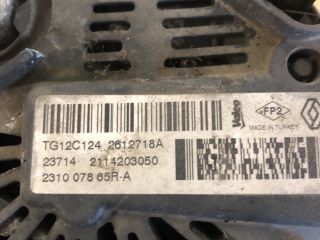 TG12C124 2612718A
23714 2114203050
2310 078 65R-A
Valeo
FP2
MADE IN TURKEY